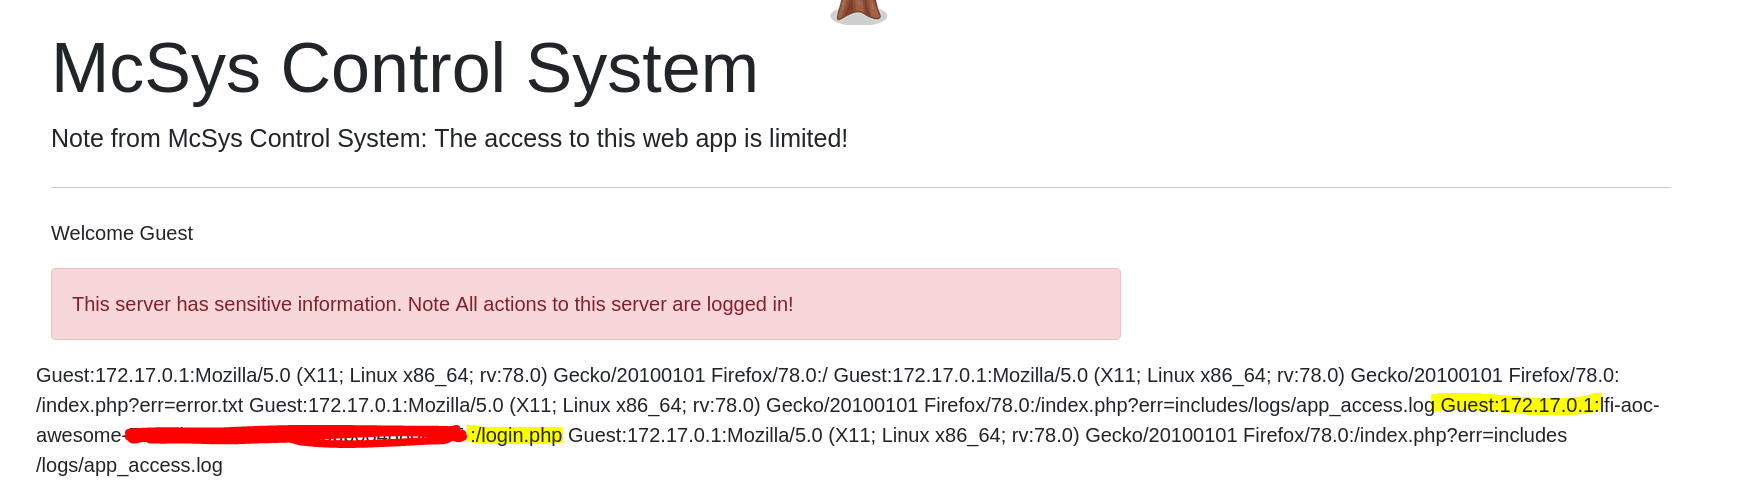 McSys Control System
Note from McSys Control System: The access to this web app is limited!
Welcome Guest
This server has sensitive information. Note All actions to this server are logged in!
Guest:172.17.0.1:Mozilla/5.0 (X11; Linux x86_64; rv:78.0) Gecko/20100101 Firefox/78.0:/ Guest:172.17.0.1:Mozilla/5.0 (X11; Linux x86_64; rv:78.0) Gecko/20100101 Firefox/78.0:
/index.php?err=error.txt Guest:172.17.0.1:Mozilla/5.0 (X11; Linux x86_64; rv:78.0) Gecko/20100101 Firefox/78.0:/index.php?err=includes/logs/app_access.log Guest:172.17.0.1:lfi-aoc-
awesome- :/login.php Guest:172.17.0.1:Mozilla/5.0 (X11; Linux x86_64; rv:78.0) Gecko/20100101 Firefox/78.0:/index.php?err=includes
/logs/app_access.log